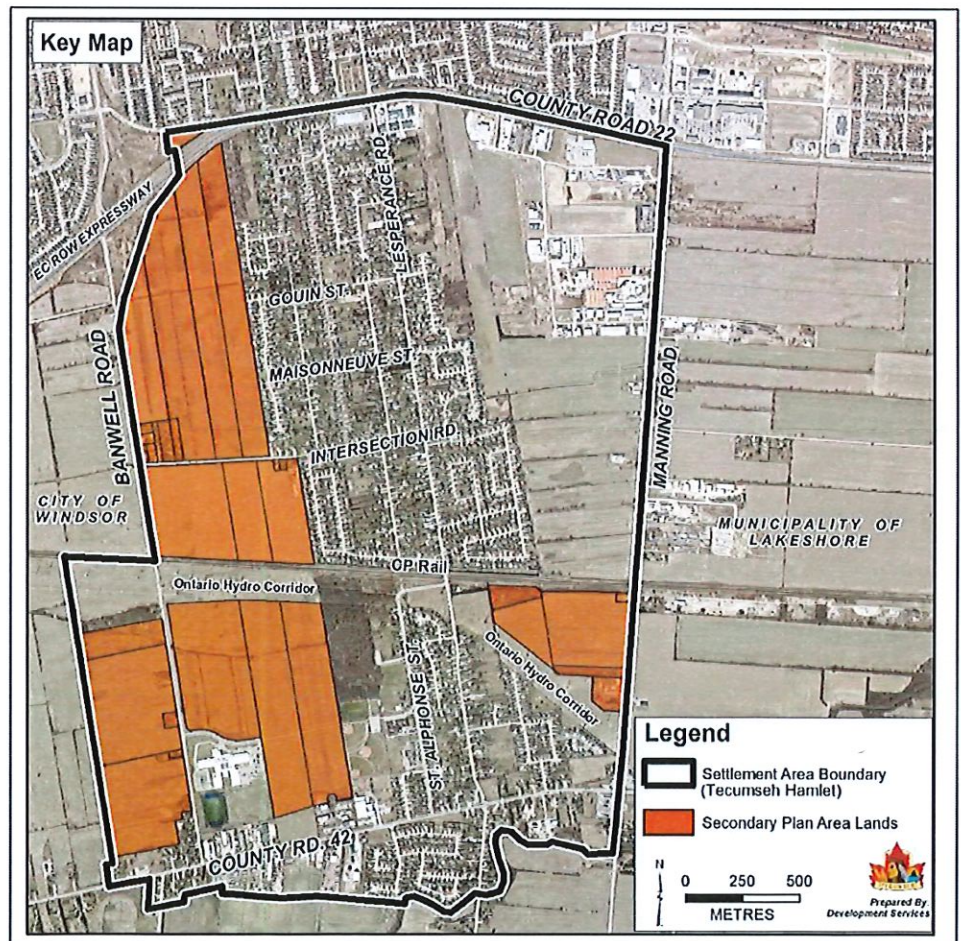 Key Map
COUNTY ROAD 22
EC ROW EXPRESSWAY
LESPERANCE RD
GOUIN ST.
MAISONNEUVE ST
BANWELL ROAD
MANNING ROAD
INTERSECTION RD
CITY OF
WINDSOR
MUNICIPALITY OF
LAKESHORE
CP Rail
Ontario Hydro Corridor
ST. ALPHONSE ST.
Ontario Hydro Corridor
COUNTY RD. 42
Legend
Settlement Area Boundary
(Tecumseh Hamlet)
Secondary Plan Area Lands
N
0 250 500
METRES
Prepared By:
Development Services